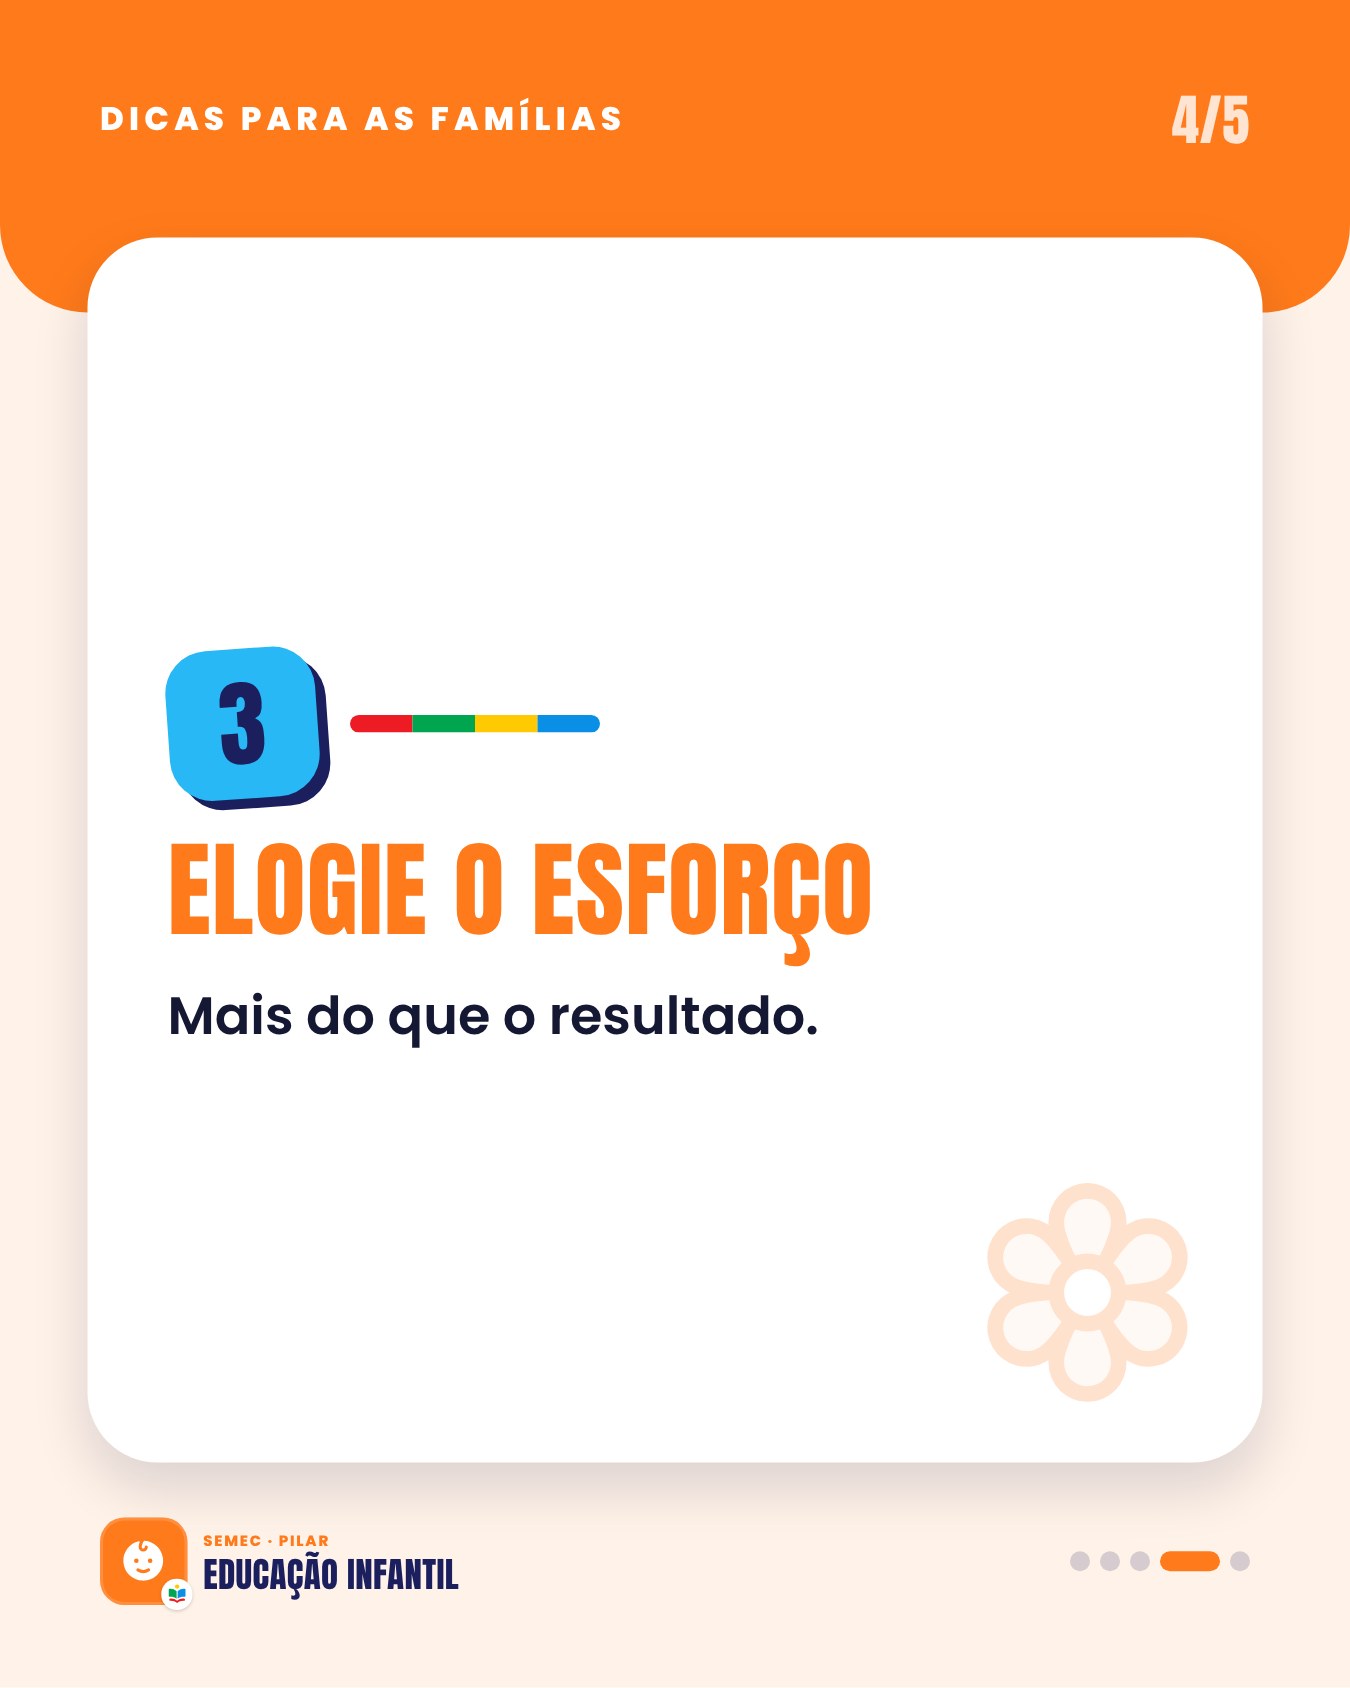 DICAS PARA AS FAMÍLIAS
4/5
3
ELOGIE O ESFORÇO
Mais do que o resultado.
SEMEC · PILAR
EDUCAÇÃO INFANTIL